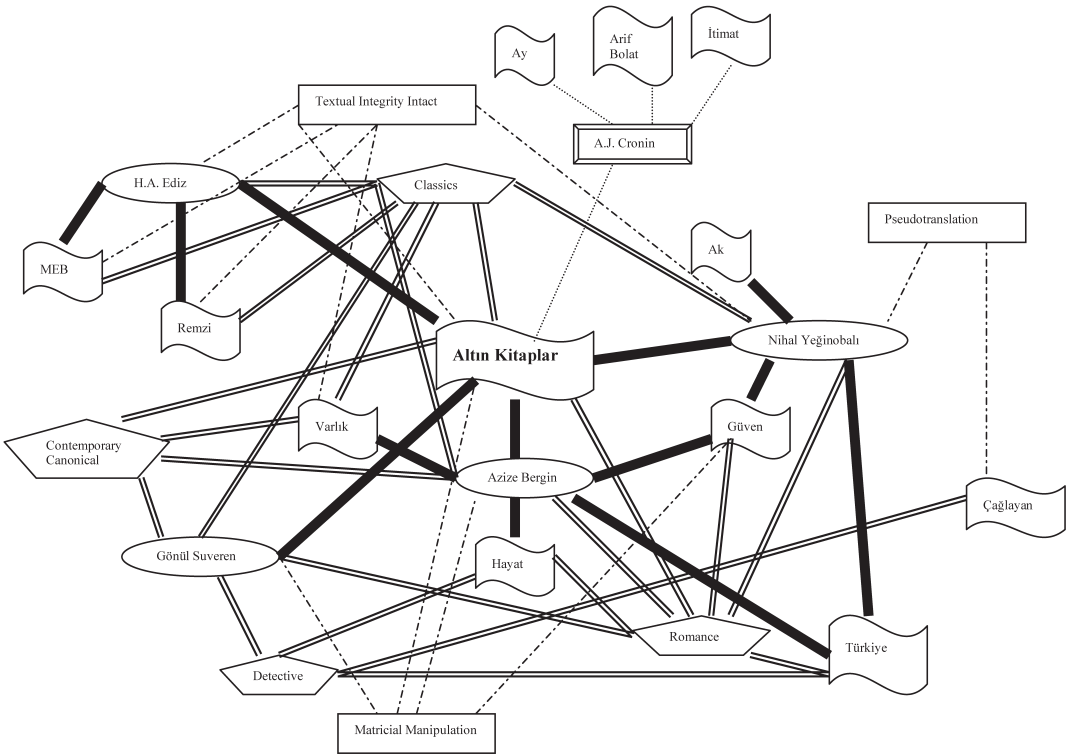 İtimat
Arif
Bolat
Ay
Textual Integrity Intact
A.J. Cronin
H.A. Ediz
Classics
Pseudotranslation
Ak
MEB
Remzi
Nihal Yeğinobalı
Altın Kitaplar
Varlık
Güven
Contemporary
Canonical
Azize Bergin
Çağlayan
Gönül Suveren
Hayat
Romance
Türkiye
Detective
Matricial Manipulation